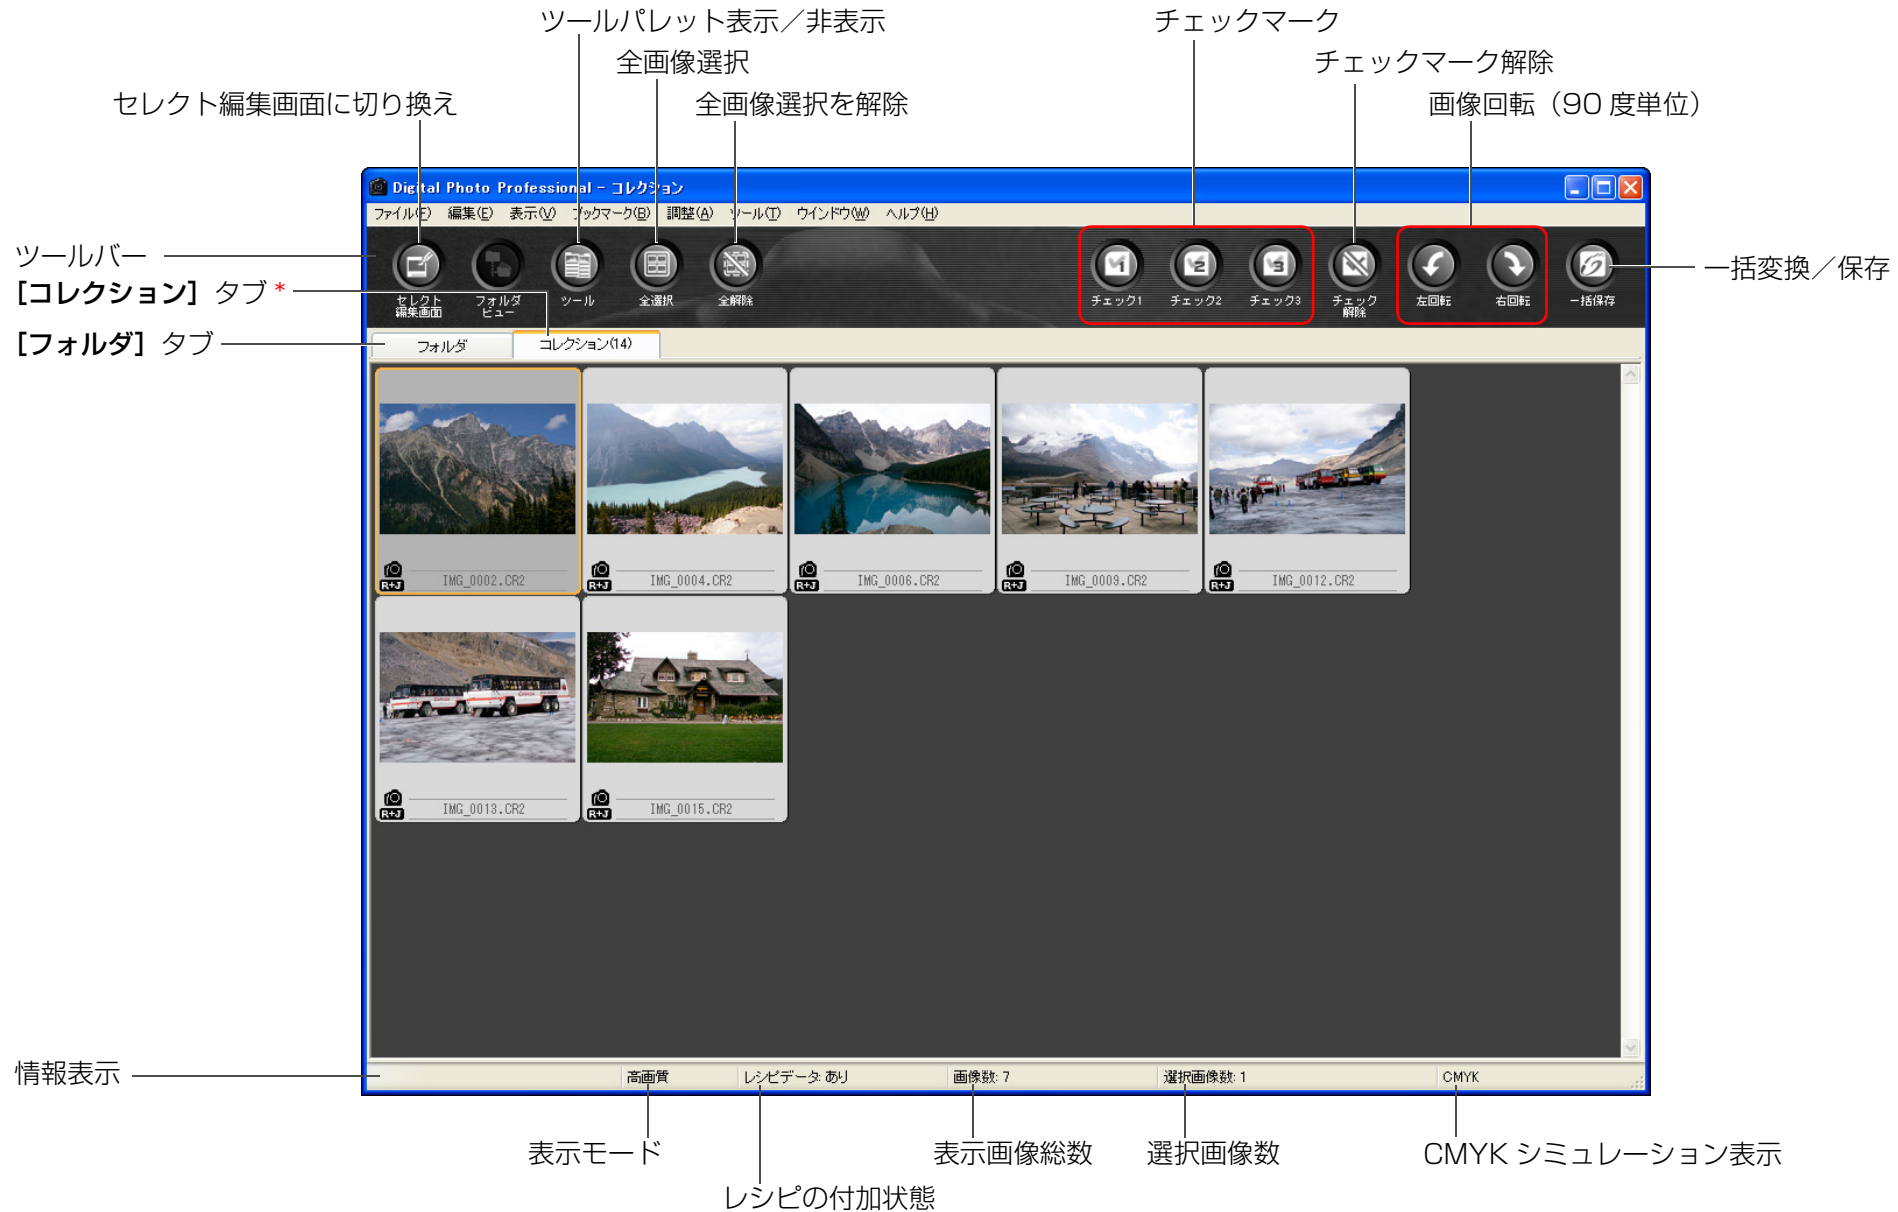 ツールパレット表示／非表示
チェックマーク
全画像選択
チェックマーク解除
セレクト編集画面に切り換え
全画像選択を解除
画像回転（90 度単位）
Digital Photo Professional - コレクション
ファイル(F) 編集(E) 表示(V) ブックマーク(B) 調整(A) ツール(T) ウインドウ(W) ヘルプ(H)
ツールバー
一括変換／保存
［コレクション］タブ*
セレクト
編集画面
フォルダ
ビュー
ツール
全選択
全解除
1
2
3
チェック1
チェック2
チェック3
チェック
解除
左回転
右回転
一括保存
［フォルダ］タブ
フォルダ
コレクション(14)
R+J IMG_0002.CR2
R+J IMG_0004.CR2
R+J IMG_0006.CR2
R+J IMG_0009.CR2
R+J IMG_0012.CR2
R+J IMG_0013.CR2
R+J IMG_0015.CR2
情報表示
高画質
レシピデータ: あり
画像数: 7
選択画像数: 1
CMYK
表示モード
表示画像総数
選択画像数
CMYK シミュレーション表示
レシピの付加状態